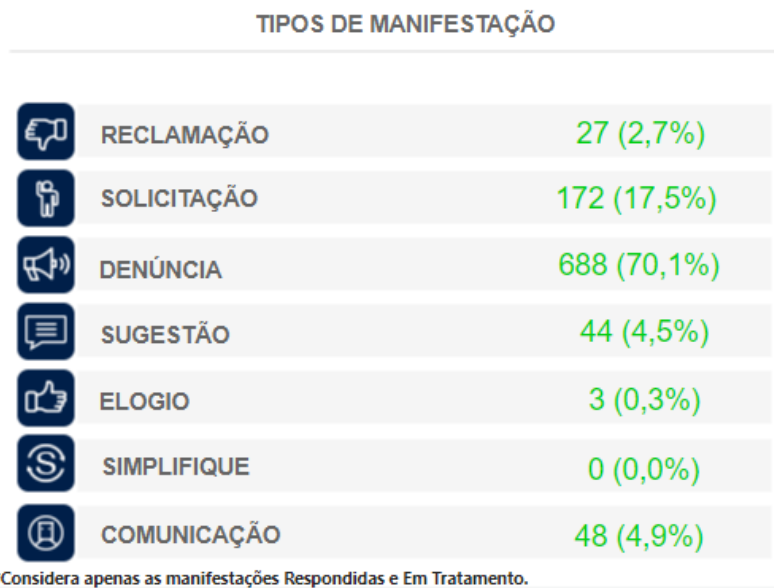 TIPOS DE MANIFESTAÇÃO
RECLAMAÇÃO 27 (2,7%)
SOLICITAÇÃO 172 (17,5%)
DENÚNCIA 688 (70,1%)
SUGESTÃO 44 (4,5%)
ELOGIO 3 (0,3%)
SIMPLIFIQUE 0 (0,0%)
COMUNICAÇÃO 48 (4,9%)
Considera apenas as manifestações Respondidas e Em Tratamento.